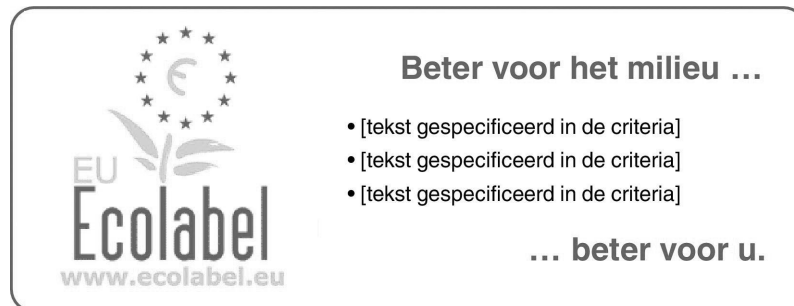 Beter voor het milieu …
• [tekst gespecificeerd in de criteria]
• [tekst gespecificeerd in de criteria]
• [tekst gespecificeerd in de criteria]
… beter voor u.
EU
Ecolabel
www.ecolabel.eu